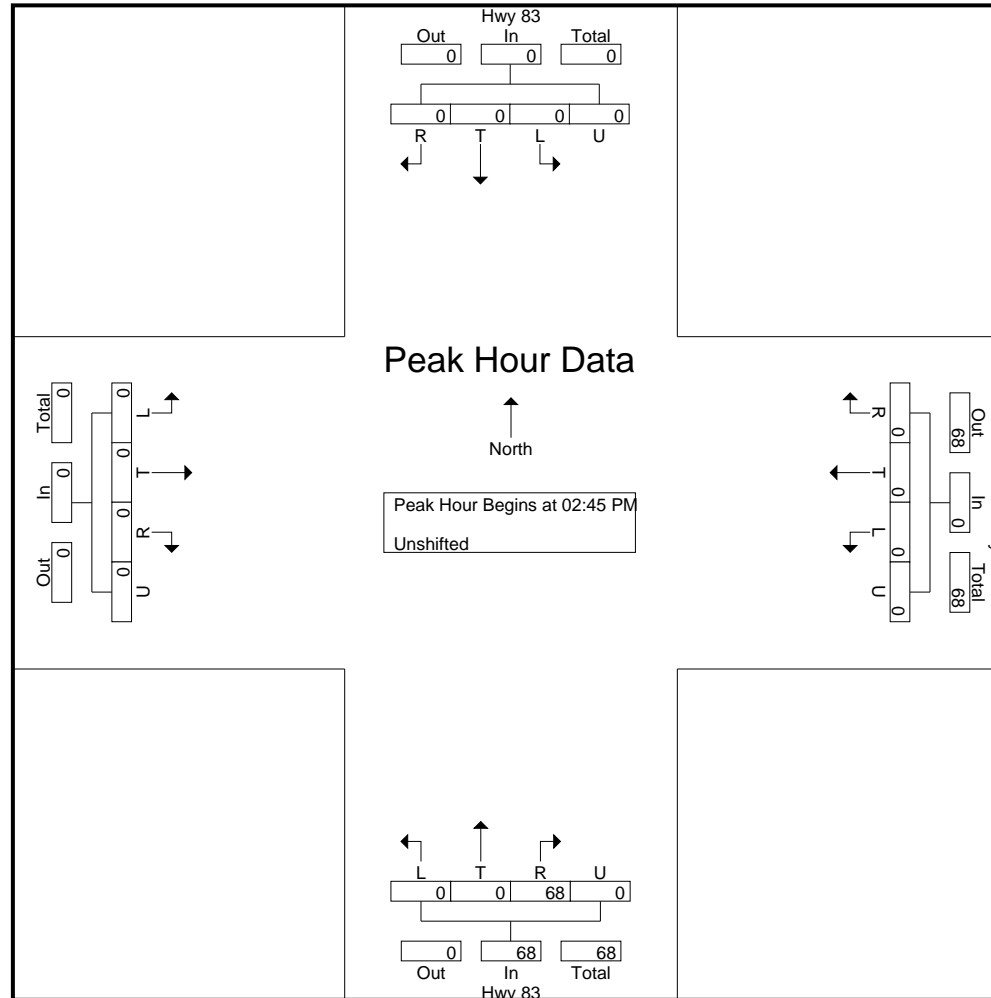 Hwy 83
Out In Total
0 0 0
0 0 0 0
R T L U
Peak Hour Data
North
Peak Hour Begins at 02:45 PM
Unshifted
Total In Out
0 0 0
0 0 0 0
L T R U
R T L U
0 0 0 0
Out In Total
68 0 68
L T R U
0 0 68 0
0 68 68
Out In Total
Hwy 83